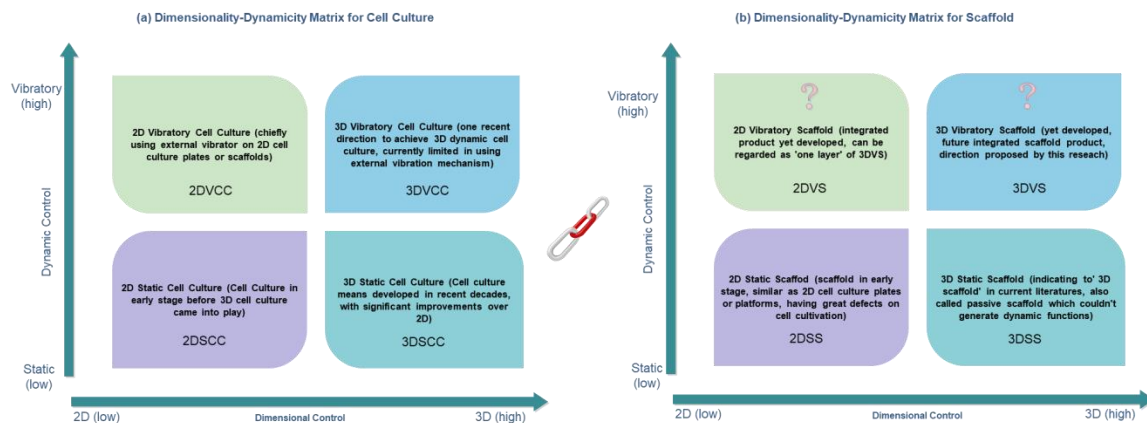 (a) Dimensionality-Dynamicity Matrix for Cell Culture
Vibratory
(high)
Dynamic Control
Static
(low)
2D Vibratory Cell Culture (chiefly
using external vibrator on 2D cell
culture plates or scaffolds)
2DVCC
3D Vibratory Cell Culture (one recent
direction to achieve 3D dynamic cell
culture, currently limited in using
external vibration mechanism)
3DVCC
2D Static Cell Culture (Cell Culture in
early stage before 3D cell culture
came into play)
2DSCC
3D Static Cell Culture (Cell culture
means developed in recent decades,
with significant improvements over
2D)
3DSCC
2D (low)
Dimensional Control
3D (high)
(b) Dimensionality-Dynamicity Matrix for Scaffold
Vibratory
(high)
Dynamic Control
Static
(low)
?
2D Vibratory Scaffold (integrated
product yet developed, can be
regarded as 'one layer' of 3DVS)
2DVS
?
3D Vibratory Scaffold (yet developed,
future integrated scaffold product,
direction proposed by this reseach)
3DVS
2D Static Scaffod (scaffold in early
stage, similar as 2D cell culture plates
or platforms, having great defects on
cell cultivation)
2DSS
3D Static Scaffold (indicating to' 3D
scaffold' in current literatures, also
called passive scaffold which couldn't
generate dynamic functions)
3DSS
2D (low)
Dimensional Control
3D (high)